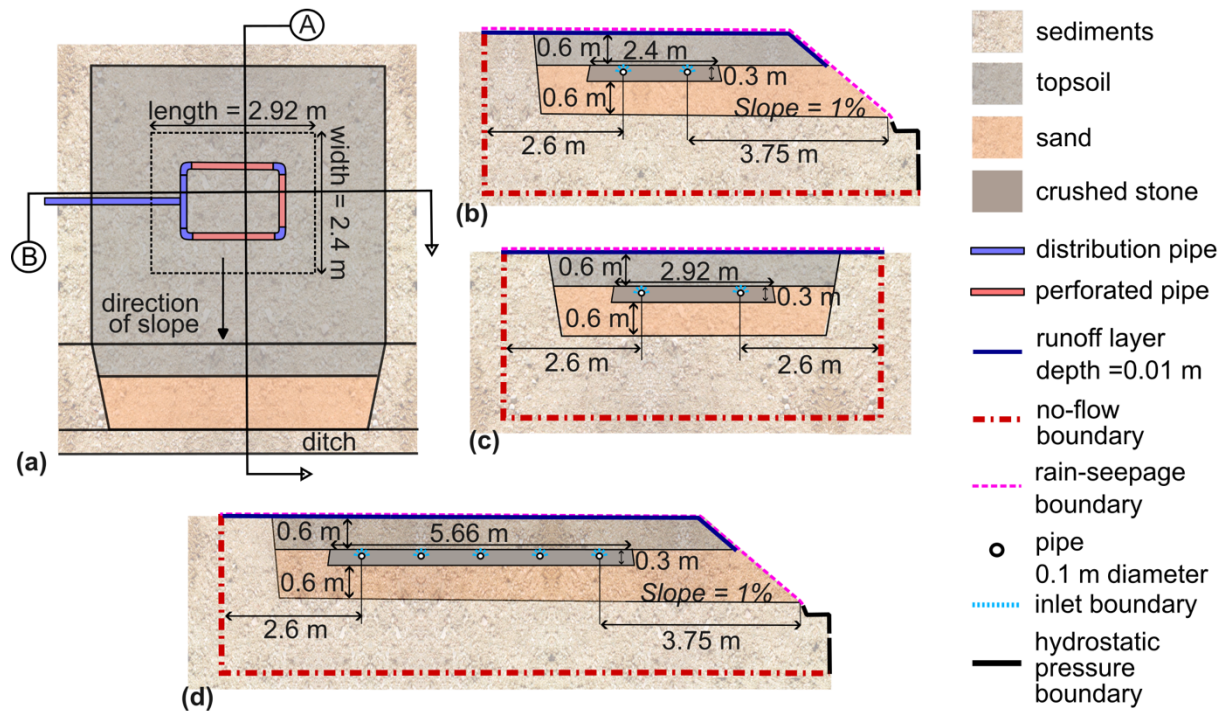 A
length = 2.92 m
width = 2.4 m
B
direction
of slope
ditch
(a)
0.6 m
2.4 m
0.3 m
0.6 m
Slope = 1%
2.6 m
3.75 m
(b)
0.6 m
2.92 m
0.3 m
0.6 m
2.6 m
2.6 m
(c)
0.6 m
5.66 m
0.3 m
0.6 m
Slope = 1%
2.6 m
3.75 m
(d)
sediments
topsoil
sand
crushed stone
distribution pipe
perforated pipe
runoff layer
depth =0.01 m
no-flow
boundary
rain-seepage
boundary
pipe
0.1 m diameter
inlet boundary
hydrostatic
pressure
boundary